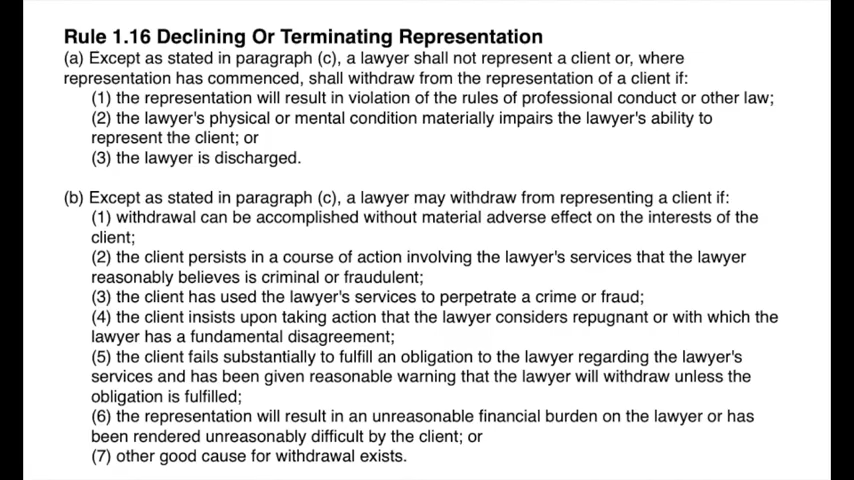 Rule 1.16 Declining Or Terminating Representation
(a) Except as stated in paragraph (c), a lawyer shall not represent a client or, where
representation has commenced, shall withdraw from the representation of a client if:
(1) the representation will result in violation of the rules of professional conduct or other law;
(2) the lawyer's physical or mental condition materially impairs the lawyer's ability to
represent the client; or
(3) the lawyer is discharged.
(b) Except as stated in paragraph (c), a lawyer may withdraw from representing a client if:
(1) withdrawal can be accomplished without material adverse effect on the interests of the
client;
(2) the client persists in a course of action involving the lawyer's services that the lawyer
reasonably believes is criminal or fraudulent;
(3) the client has used the lawyer's services to perpetrate a crime or fraud;
(4) the client insists upon taking action that the lawyer considers repugnant or with which the
lawyer has a fundamental disagreement;
(5) the client fails substantially to fulfill an obligation to the lawyer regarding the lawyer's
services and has been given reasonable warning that the lawyer will withdraw unless the
obligation is fulfilled;
(6) the representation will result in an unreasonable financial burden on the lawyer or has
been rendered unreasonably difficult by the client; or
(7) other good cause for withdrawal exists.